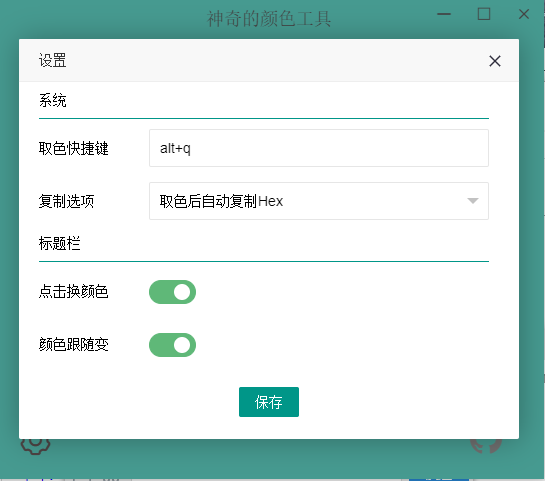 神奇的颜色工具
设置
系统
取色快捷键
alt+q
复制选项
取色后自动复制Hex
标题栏
点击换颜色
颜色跟随变
保存